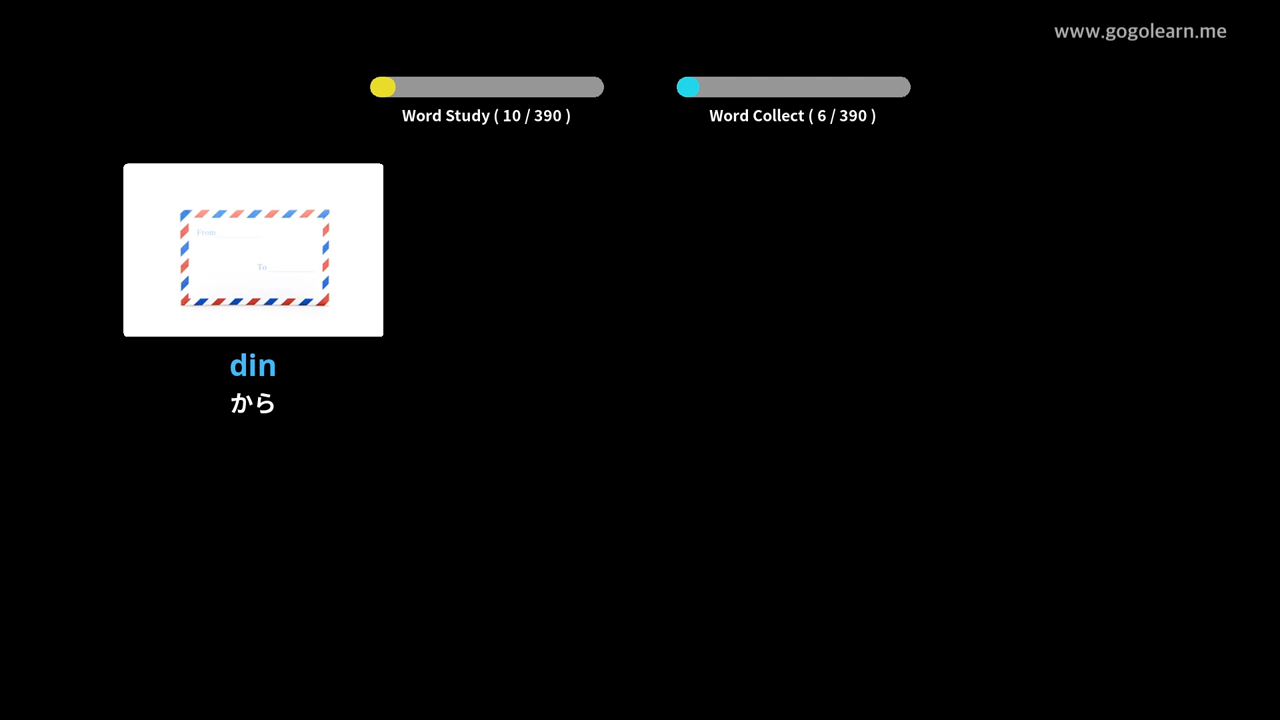 www.gogolearn.me
Word Study ( 10 / 390 )
Word Collect ( 6 / 390 )
From
To
din
から